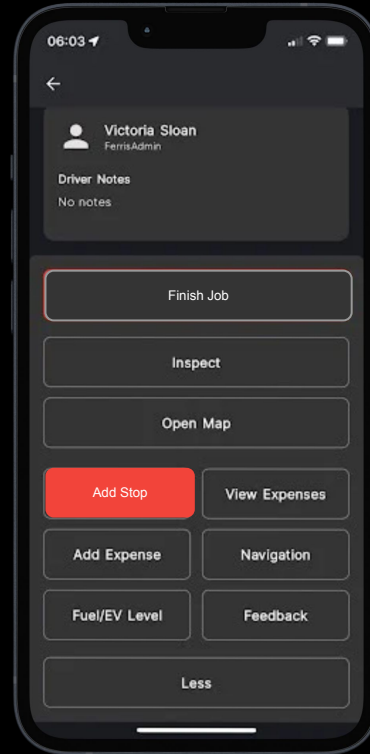 06:03
Victoria Sloan
FerrisAdmin
Driver Notes
No notes
Finish Job
Inspect
Open Map
Add Stop
View Expenses
Add Expense
Navigation
Fuel/EV Level
Feedback
Less